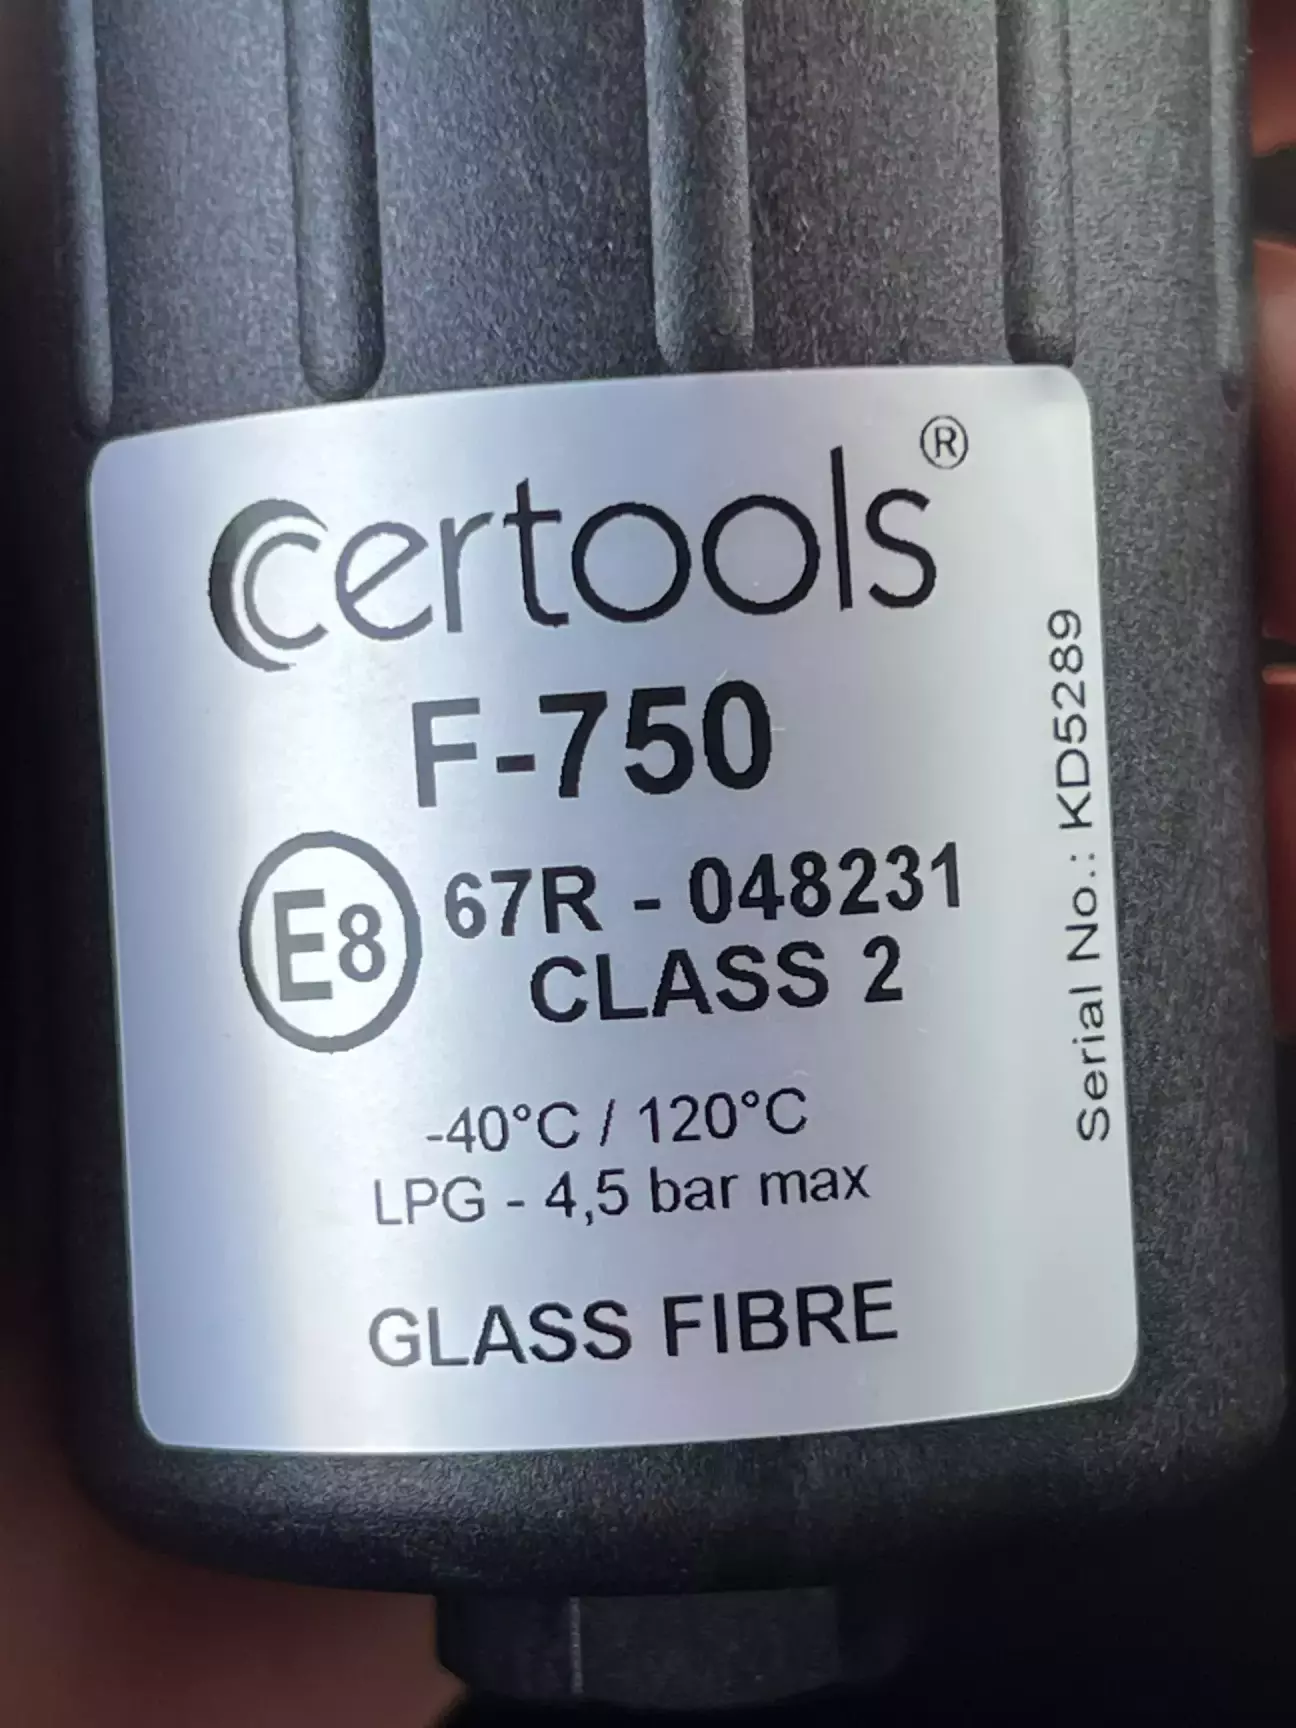 certools®
F-750
E8 67R - 048231
CLASS 2
-40°C / 120°C
LPG - 4,5 bar max
GLASS FIBRE
Serial No.: KD5289